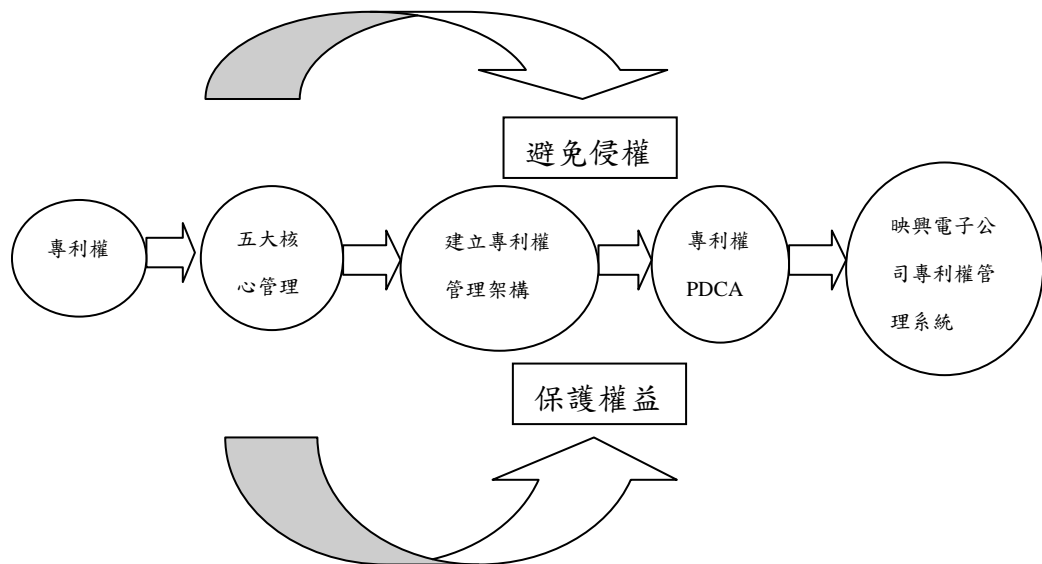 避免侵權
專利權
五大核
心管理
建立專利權
管理架構
專利權
PDCA
映興電子公
司專利權管
理系統
保護權益